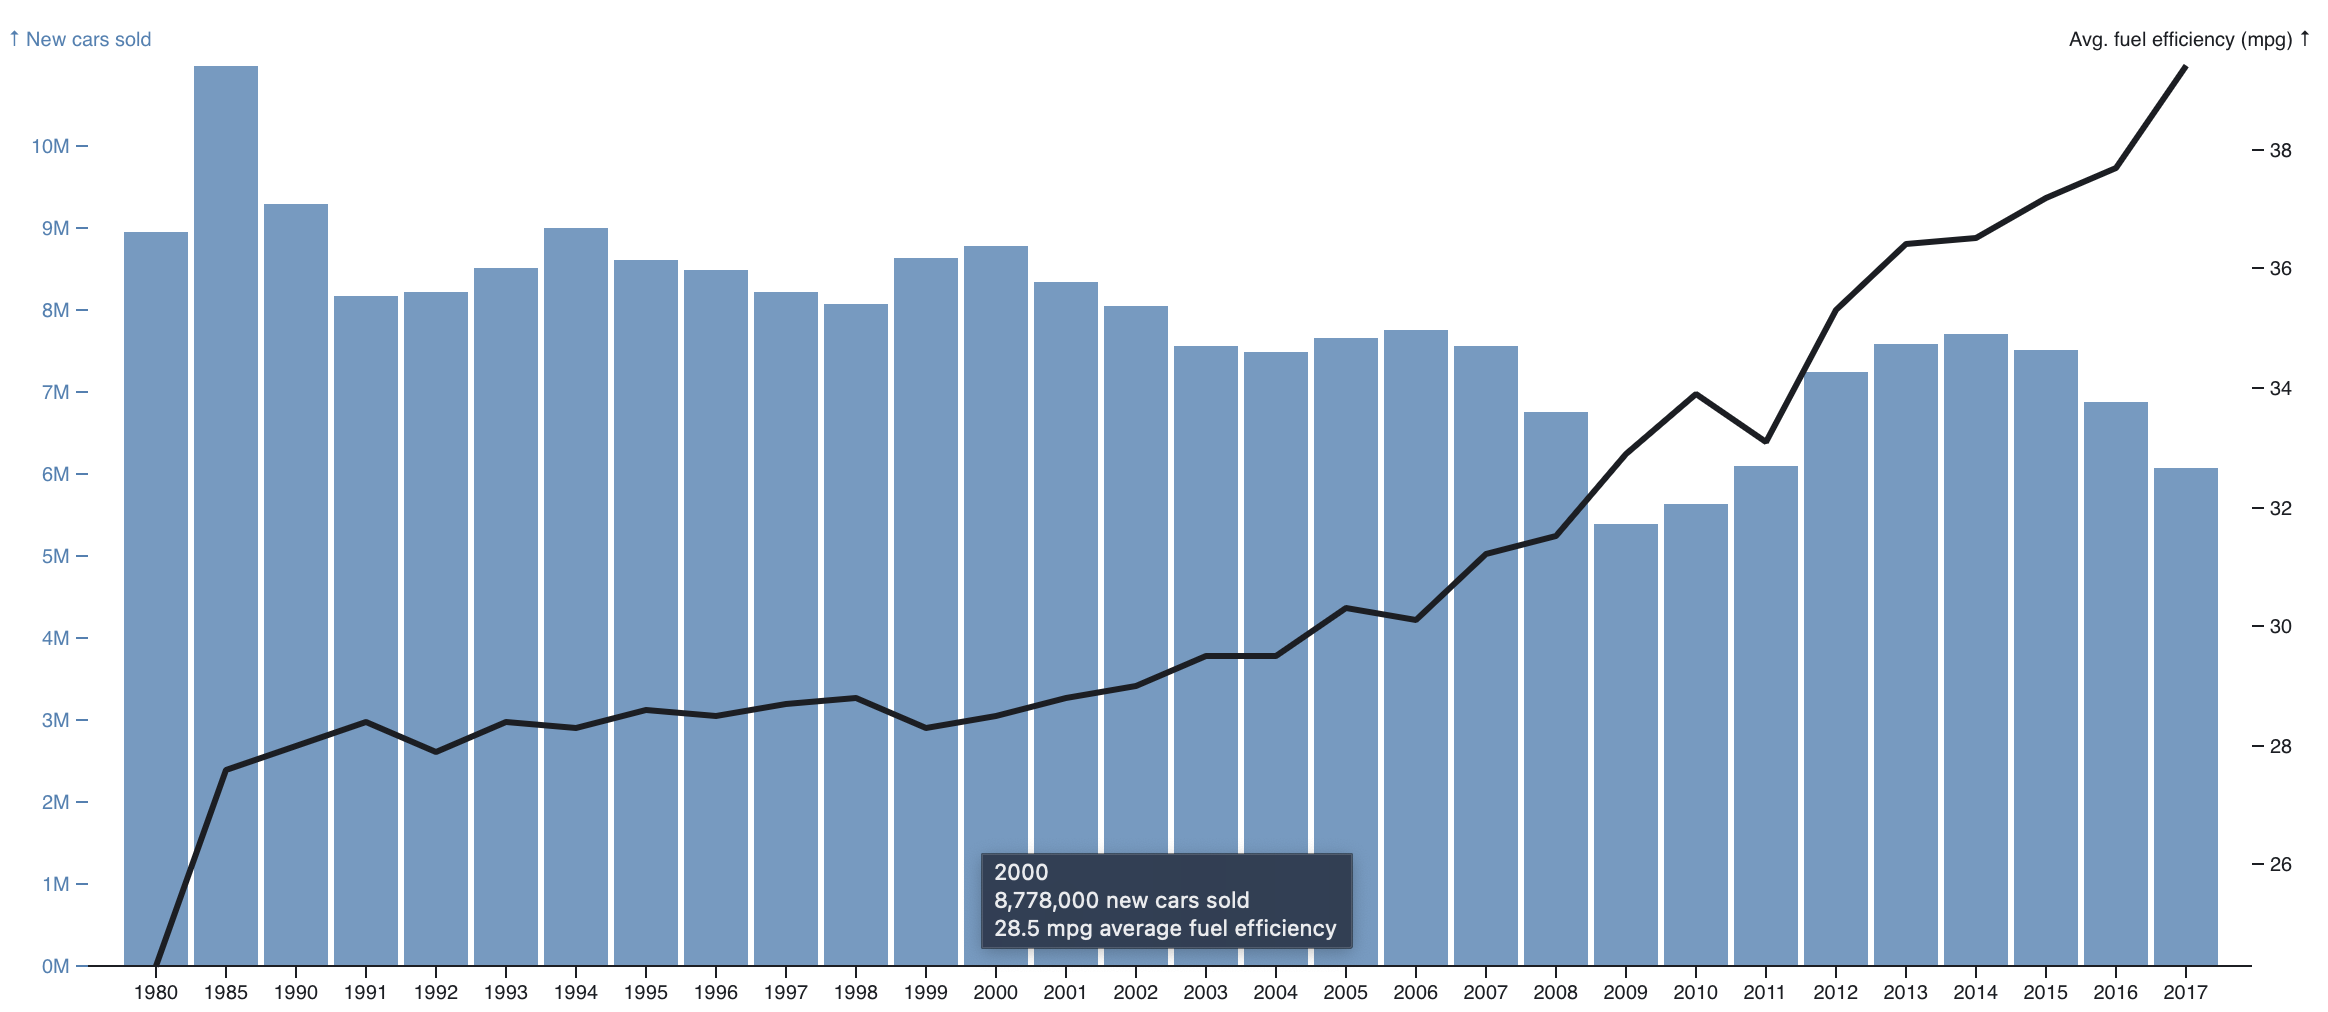 ↑ New cars sold
Avg. fuel efficiency (mpg) ↑
10M
9M
8M
7M
6M
5M
4M
3M
2M
1M
0M
38
36
34
32
30
28
26
2000
8,778,000 new cars sold
28.5 mpg average fuel efficiency
1980 1985 1990 1991 1992 1993 1994 1995 1996 1997 1998 1999 2000 2001 2002 2003 2004 2005 2006 2007 2008 2009 2010 2011 2012 2013 2014 2015 2016 2017